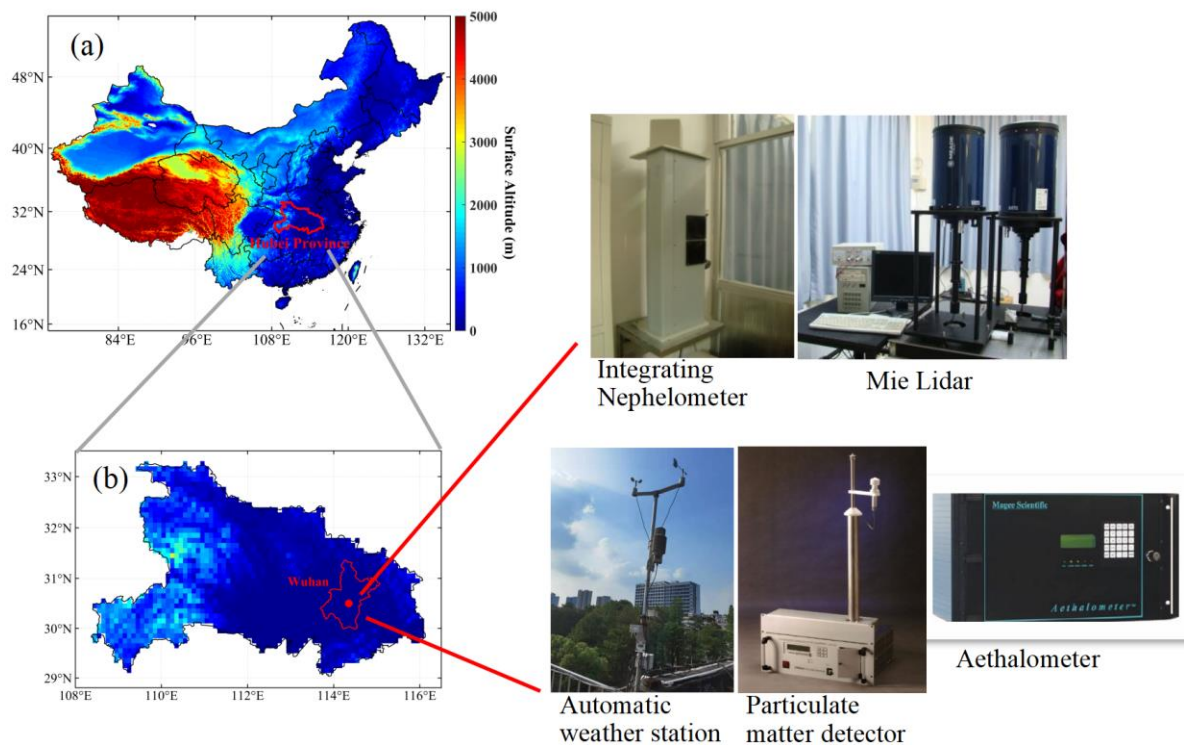 (a)
48°N
40°N
32°N
24°N
16°N
84°E
96°E
108°E
120°E
132°E
5000
4000
3000
2000
1000
0
Surface Altitude (m)
Hubei Province
(b)
33°N
32°N
31°N
30°N
29°N
108°E
110°E
112°E
114°E
116°E
Wuhan
Integrating
Nephelometer
Mie Lidar
Automatic
weather station
Particulate
matter detector
Magee Scientific
Aethalometer™
Aethalometer